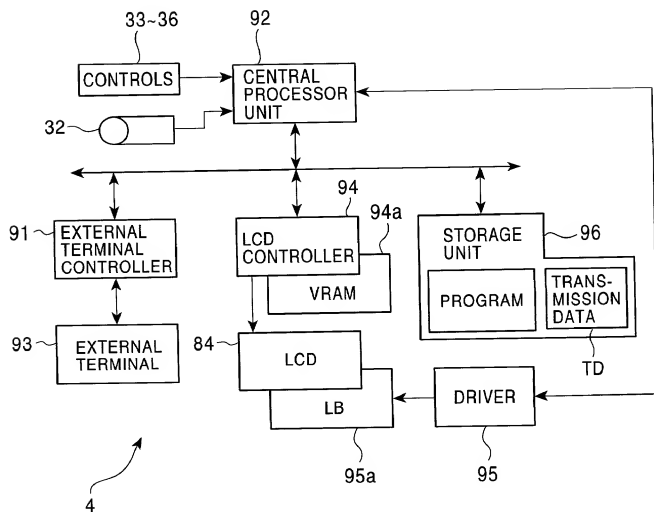 33~36
92
CONTROLS
CENTRAL
PROCESSOR
UNIT
32
94
94a
91
EXTERNAL
TERMINAL
CONTROLLER
LCD
CONTROLLER
VRAM
STORAGE
UNIT
96
PROGRAM
TRANS-
MISSION
DATA
93
EXTERNAL
TERMINAL
84
LCD
LB
DRIVER
TD
95a
95
4